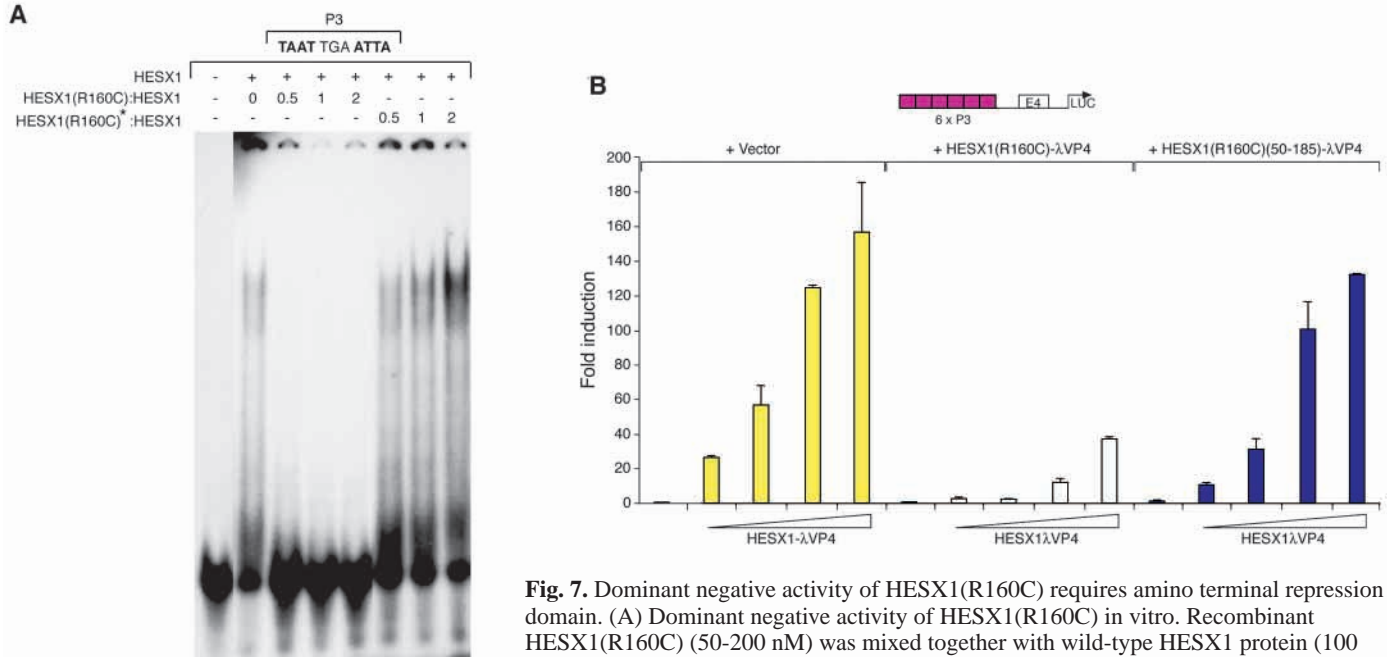 A
P3
TAAT TGA ATTA
HESX1 - + + + + + + +
HESX1(R160C):HESX1 - 0 0.5 1 2 - - -
HESX1(R160C)* :HESX1 - - - - - 0.5 1 2
B
E4
LUC
6 x P3
+ Vector
+ HESX1(R160C)-λVP4
+ HESX1(R160C)(50-185)-λVP4
Fold induction
200
180
160
140
120
100
80
60
40
20
0
HESX1-λVP4
HESX1λVP4
HESX1λVP4
Fig. 7. Dominant negative activity of HESX1(R160C) requires amino terminal repression
domain. (A) Dominant negative activity of HESX1(R160C) in vitro. Recombinant
HESX1(R160C) (50-200 nM) was mixed together with wild-type HESX1 protein (100